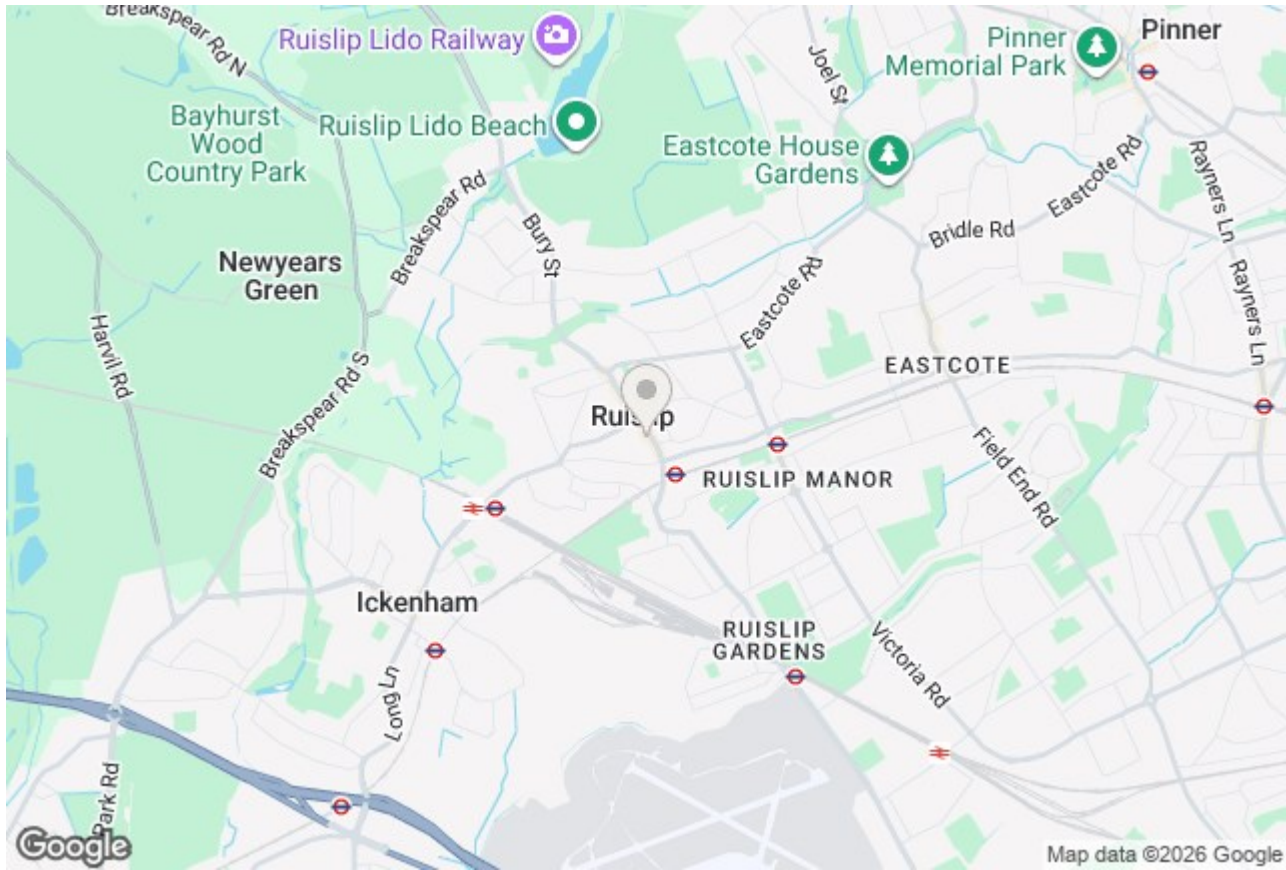 Breakspear Rd N
Ruislip Lido Railway
Joel St
Pinner
Memorial Park
Pinner
Bayhurst
Wood
Country Park
Ruislip Lido Beach
Eastcote House
Gardens
Eastcote Rd
Rayners Ln
Breakspear Rd
Bury St
Bridle Rd
Newyears
Green
Eastcote Rd
Rayners Ln
Harvil Rd
Breakspear Rd S
EASTCOTE
Ruislip
RUISLIP MANOR
Field End Rd
Ickenham
RUISLIP
GARDENS
Victoria Rd
Long Ln
Park Rd
Google
Map data ©2026 Google